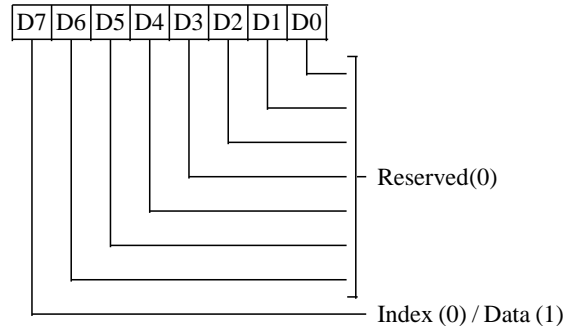 D7 D6 D5 D4 D3 D2 D1 D0
Reserved(0)
Index (0) / Data (1)